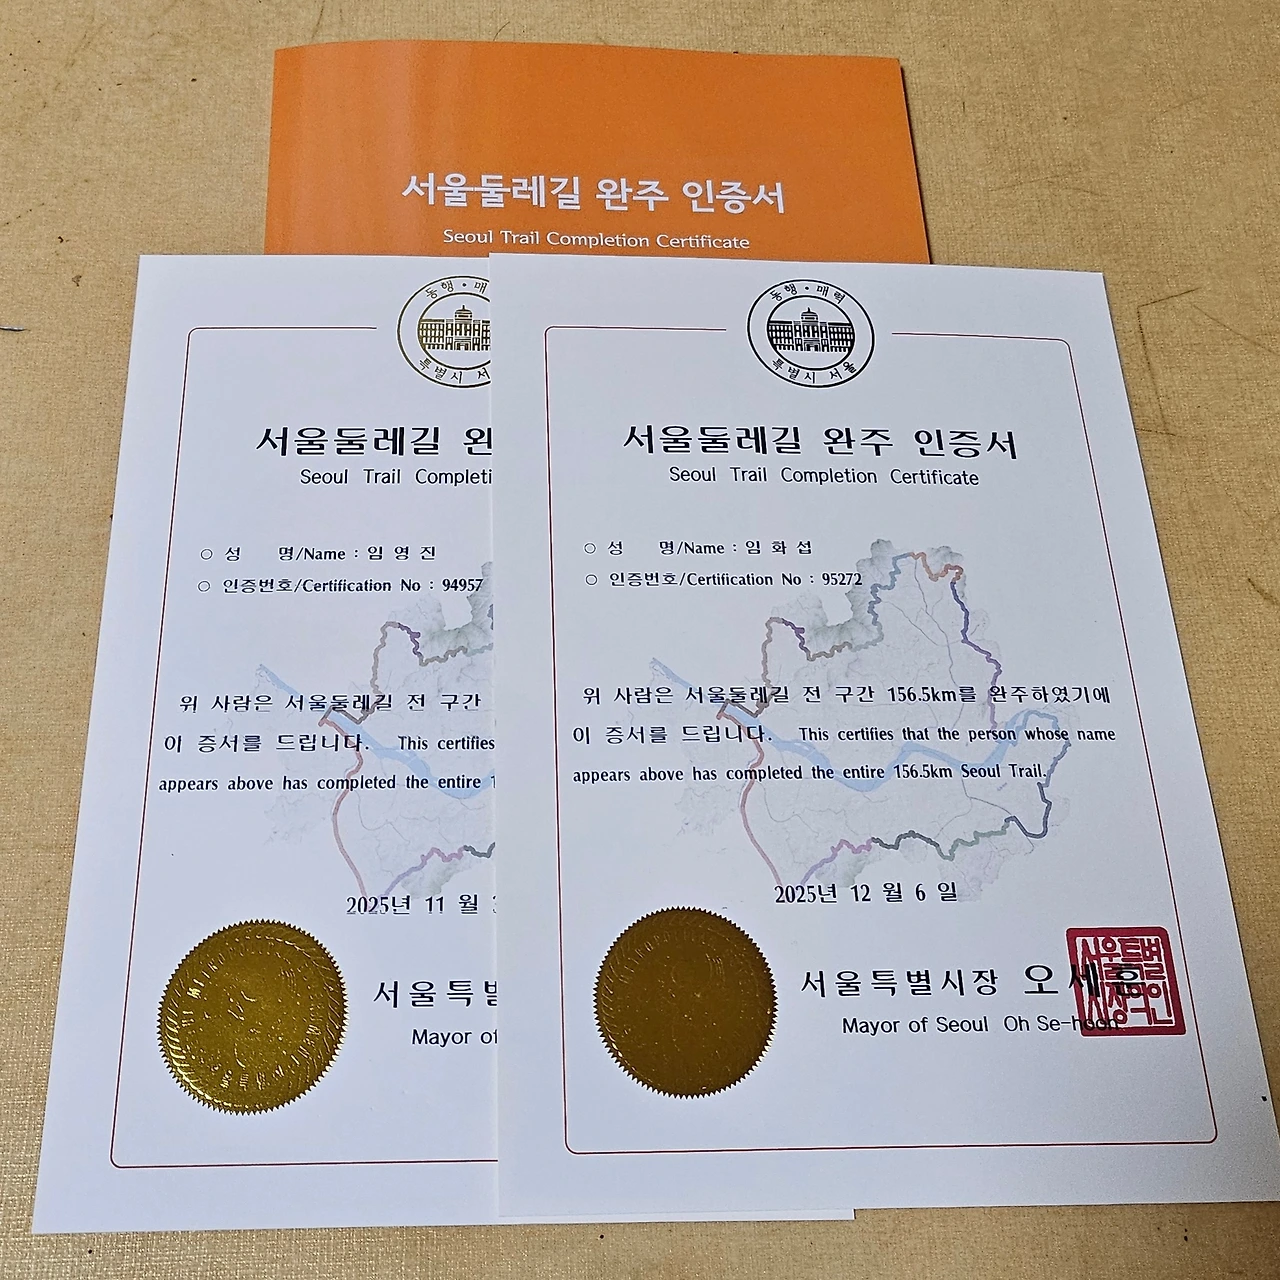 서울둘레길 완주 인증서
Seoul Trail Completion Certificate
동행・매
특별시 서
서울둘레길 완
Seoul Trail Completi
○ 성 명/Name : 임 영 진
○ 인증번호/Certification No : 94957
위 사람은 서울둘레길 전 구간
이 증서를 드립니다. This certifies
appears above has completed the entire 1
2025년 11 월
서울특별
Mayor of
동행・매력
특별시 서울
서울둘레길 완주 인증서
Seoul Trail Completion Certificate
○ 성 명/Name : 임 화 섭
○ 인증번호/Certification No : 95272
위 사람은 서울둘레길 전 구간 156.5km를 완주하였기에
이 증서를 드립니다. This certifies that the person whose name
appears above has completed the entire 156.5km Seoul Trail.
2025년 12 월 6 일
서울특별시장 오세훈
Mayor of Seoul Oh Se-hoon
서울특별
시장직인